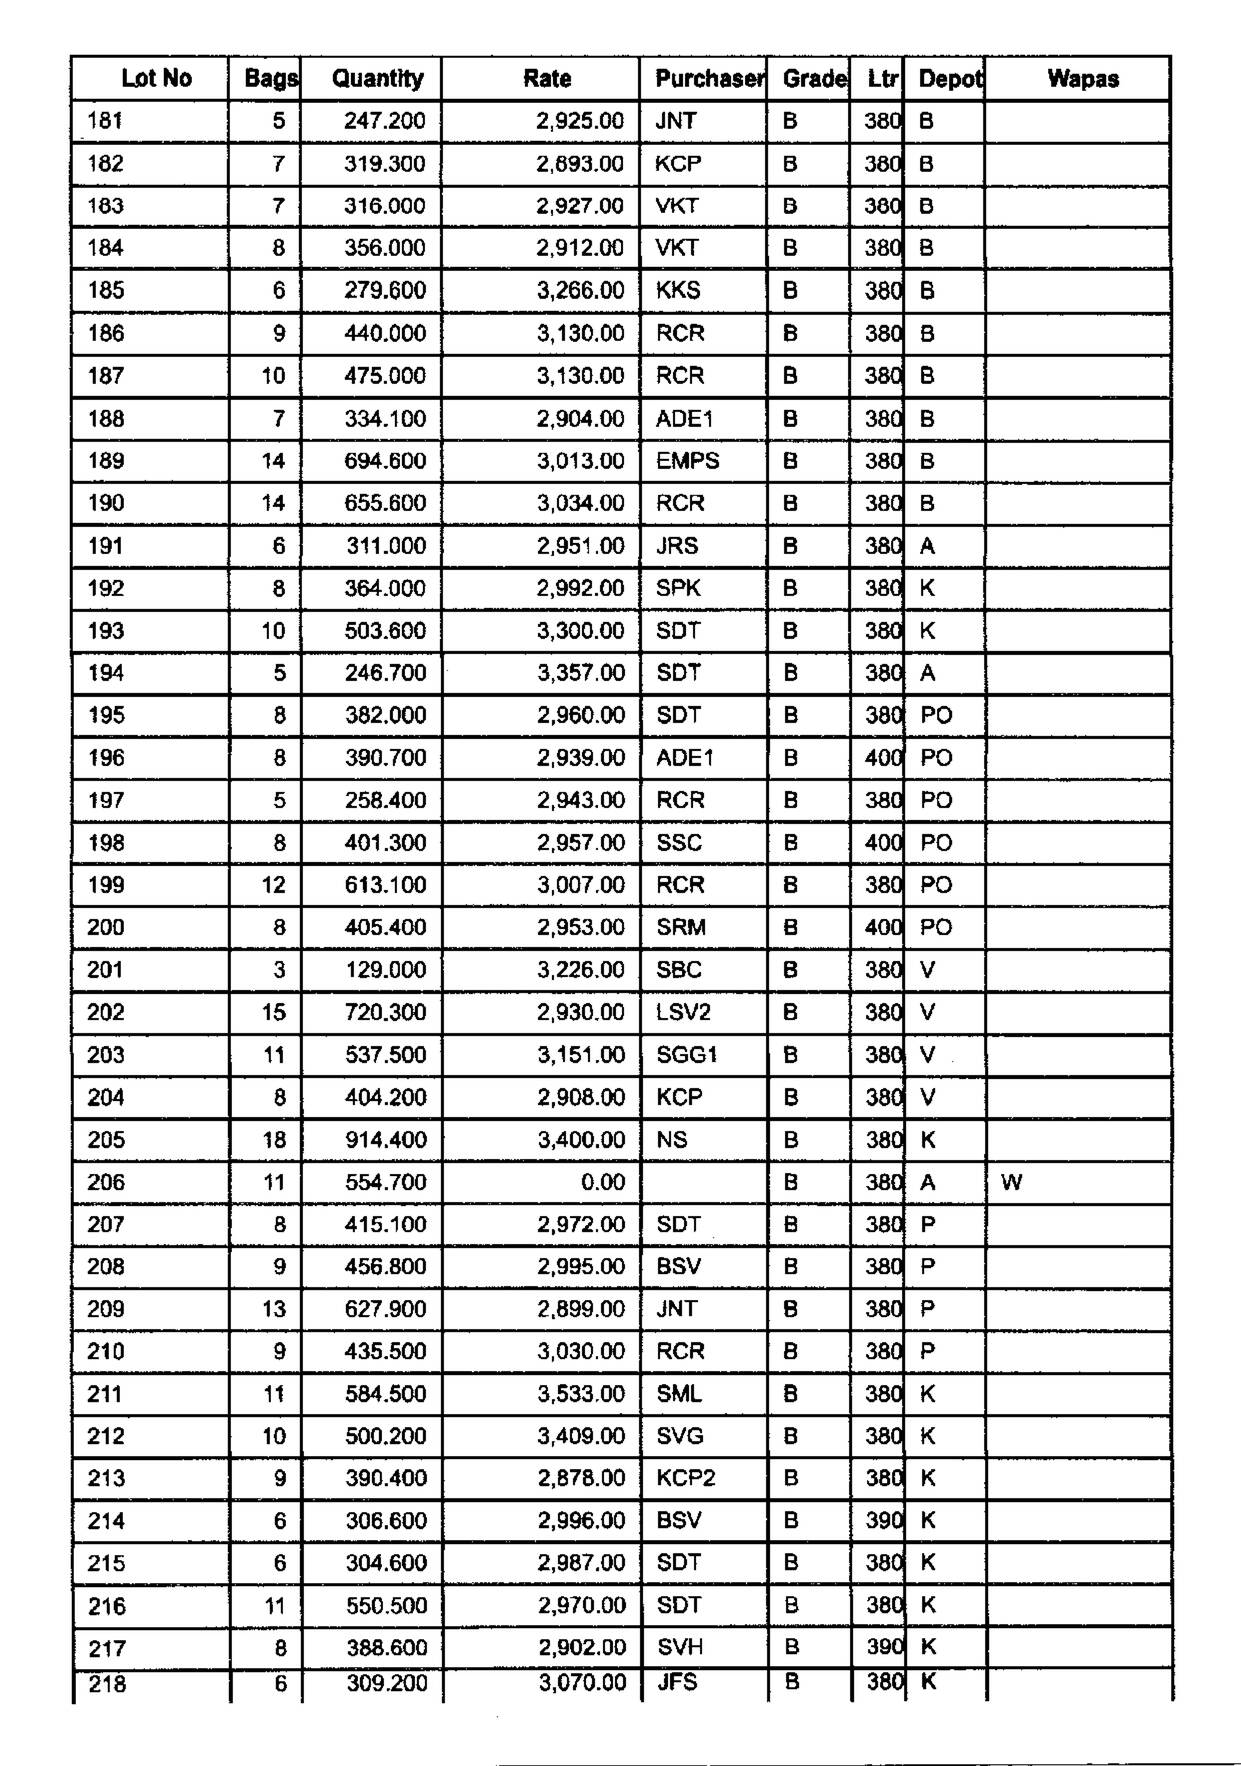 Lot No Bags Quantity Rate Purchaser Grade Ltr Depot Wapas
181 5 247.200 2,925.00 JNT B 380 B
182 7 319.300 2,893.00 KCP B 380 B
183 7 316.000 2,927.00 VKT B 380 B
184 8 356.000 2,912.00 VKT B 380 B
185 6 279.600 3,266.00 KKS B 380 B
186 9 440.000 3,130.00 RCR B 380 B
187 10 475.000 3,130.00 RCR B 380 B
188 7 334.100 2,904.00 ADE1 B 380 B
189 14 694.600 3,013.00 EMPS B 380 B
190 14 655.600 3,034.00 RCR B 380 B
191 6 311.000 2,951.00 JRS B 380 A
192 8 364.000 2,992.00 SPK B 380 K
193 10 503.600 3,300.00 SDT B 380 K
194 5 246.700 3,357.00 SDT B 380 A
195 8 382.000 2,960.00 SDT B 380 PO
196 8 390.700 2,939.00 ADE1 B 400 PO
197 5 258.400 2,943.00 RCR B 380 PO
198 8 401.300 2,957.00 SSC B 400 PO
199 12 613.100 3,007.00 RCR B 380 PO
200 8 405.400 2,953.00 SRM B 400 PO
201 3 129.000 3,226.00 SBC B 380 V
202 15 720.300 2,930.00 LSV2 B 380 V
203 11 537.500 3,151.00 SGG1 B 380 V
204 8 404.200 2,908.00 KCP B 380 V
205 18 914.400 3,400.00 NS B 380 K
206 11 554.700 0.00 B 380 A W
207 8 415.100 2,972.00 SDT B 380 P
208 9 456.800 2,995.00 BSV B 380 P
209 13 627.900 2,899.00 JNT B 380 P
210 9 435.500 3,030.00 RCR B 380 P
211 11 584.500 3,533.00 SML B 380 K
212 10 500.200 3,409.00 SVG B 380 K
213 9 390.400 2,878.00 KCP2 B 380 K
214 6 306.600 2,996.00 BSV B 390 K
215 6 304.600 2,987.00 SDT B 380 K
216 11 550.500 2,970.00 SDT B 380 K
217 8 388.600 2,902.00 SVH B 390 K
218 6 309.200 3,070.00 JFS B 380 K